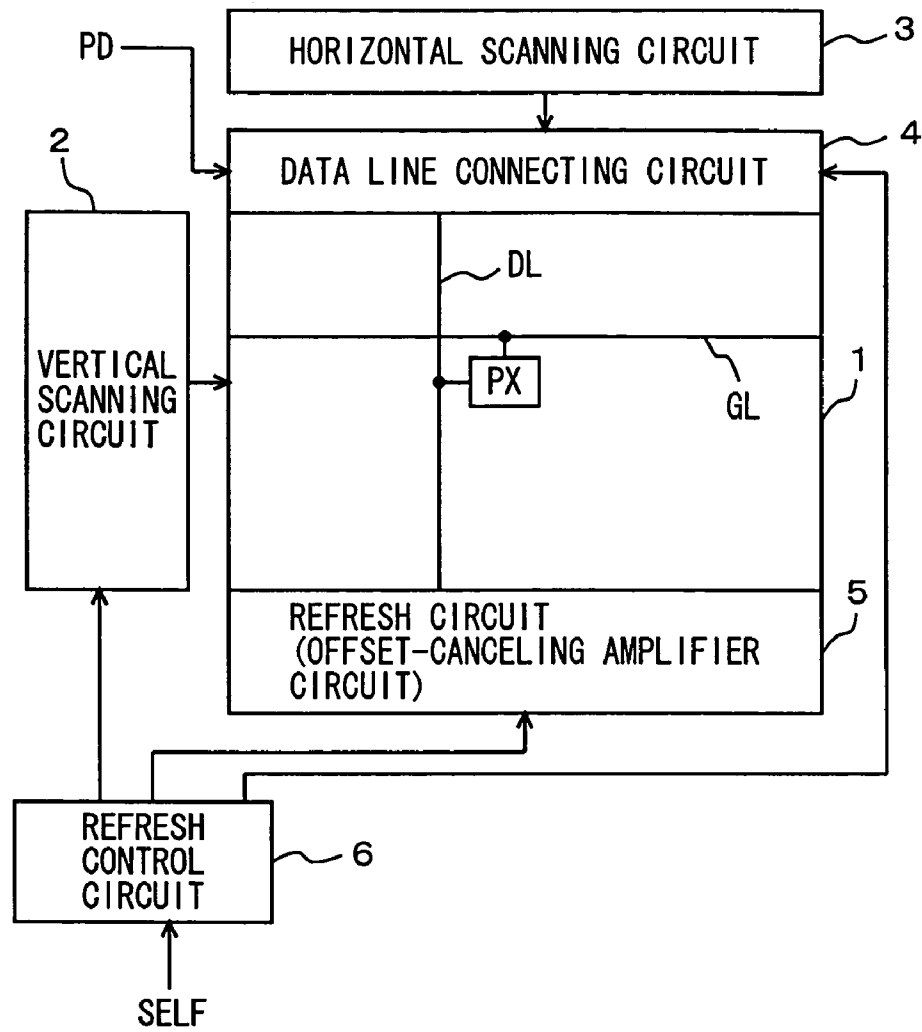 PD
HORIZONTAL SCANNING CIRCUIT
3
2
DATA LINE CONNECTING CIRCUIT
4
DL
VERTICAL
SCANNING
CIRCUIT
PX
GL
1
REFRESH CIRCUIT
(OFFSET-CANCELING AMPLIFIER
CIRCUIT)
5
REFRESH
CONTROL
CIRCUIT
6
SELF